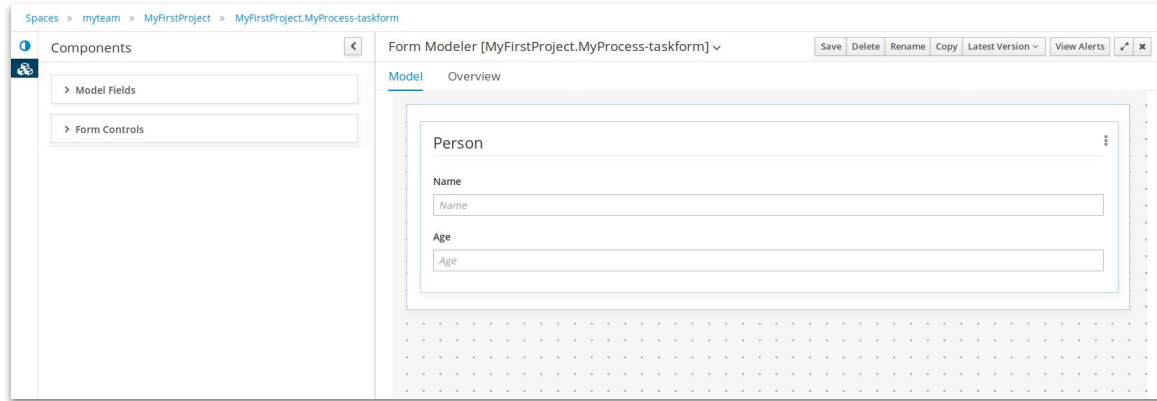 Spaces » myteam » MyFirstProject » MyFirstProject.MyProcess-taskform
Components
Form Modeler [MyFirstProject.MyProcess-taskform]
Save Delete Rename Copy Latest Version View Alerts
Model Overview
Model Fields
Form Controls
Person
Name
Name
Age
Age